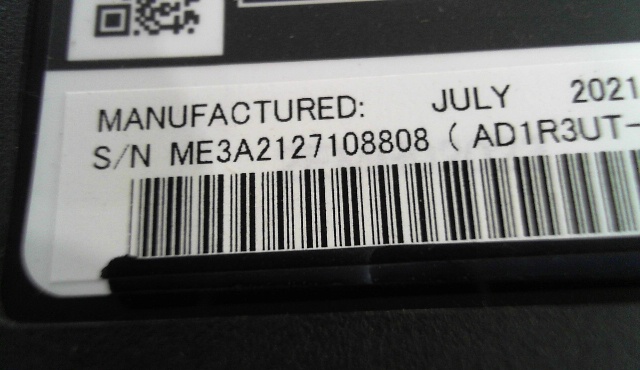 MANUFACTURED: JULY 2021
S/N ME3A2127108808 ( AD1R3UT-